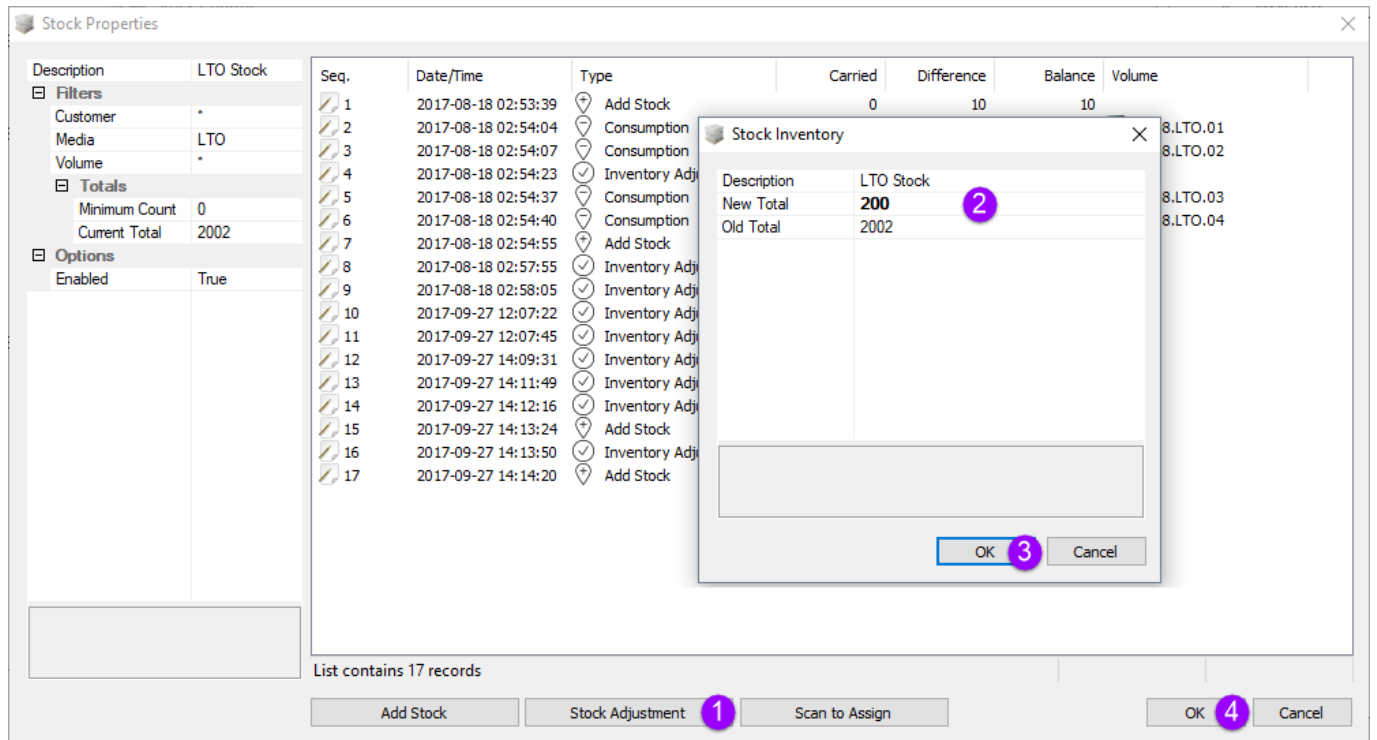 Stock Properties
Description LTO Stock
Filters
Customer *
Media LTO
Volume *
Totals
Minimum Count 0
Current Total 2002
Options
Enabled True
Seq. Date/Time Type Carried Difference Balance Volume
1 2017-08-18 02:53:39 Add Stock 0 10 10
2 2017-08-18 02:54:04 Consumption 8.LTO.01
3 2017-08-18 02:54:07 Consumption 8.LTO.02
4 2017-08-18 02:54:23 Inventory Adj
5 2017-08-18 02:54:37 Consumption 8.LTO.03
6 2017-08-18 02:54:40 Consumption 8.LTO.04
7 2017-08-18 02:54:55 Add Stock
8 2017-08-18 02:57:55 Inventory Adj
9 2017-08-18 02:58:05 Inventory Adj
10 2017-09-27 12:07:22 Inventory Adj
11 2017-09-27 12:07:45 Inventory Adj
12 2017-09-27 14:09:31 Inventory Adj
13 2017-09-27 14:11:49 Inventory Adj
14 2017-09-27 14:12:16 Inventory Adj
15 2017-09-27 14:13:24 Add Stock
16 2017-09-27 14:13:50 Inventory Adj
17 2017-09-27 14:14:20 Add Stock
Stock Inventory
Description LTO Stock
New Total 200 2
Old Total 2002
OK 3 Cancel
List contains 17 records
Add Stock Stock Adjustment 1 Scan to Assign OK 4 Cancel